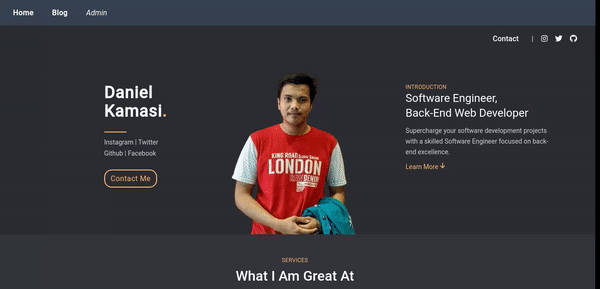 Home Blog Admin
Contact |
Daniel
Kamasi.
Instagram | Twitter
Github | Facebook
Contact Me
KING ROAD
LONDON
INTRODUCTION
Software Engineer,
Back-End Web Developer
Supercharge your software development projects
with a skilled Software Engineer focused on back-
end excellence.
Learn More
SERVICES
What I Am Great At